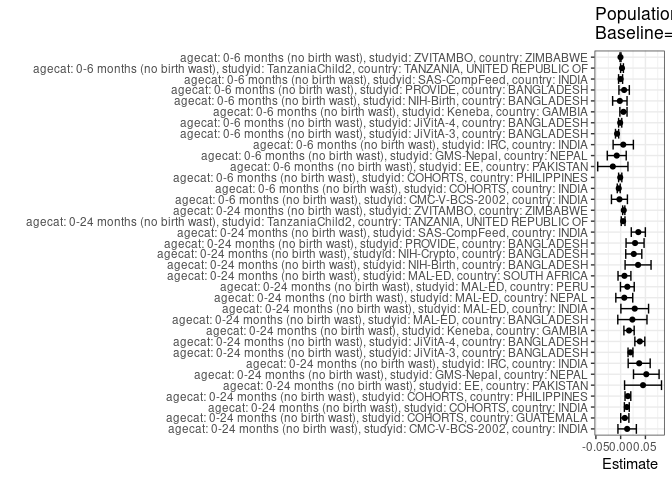 Population
Baseline=
agecat: 0-6 months (no birth wast), studyid: ZVITAMBO, country: ZIMBABWE
agecat: 0-6 months (no birth wast), studyid: TanzaniaChild2, country: TANZANIA, UNITED REPUBLIC OF
agecat: 0-6 months (no birth wast), studyid: SAS-CompFeed, country: INDIA
agecat: 0-6 months (no birth wast), studyid: PROVIDE, country: BANGLADESH
agecat: 0-6 months (no birth wast), studyid: NIH-Birth, country: BANGLADESH
agecat: 0-6 months (no birth wast), studyid: Keneba, country: GAMBIA
agecat: 0-6 months (no birth wast), studyid: JiVitA-4, country: BANGLADESH
agecat: 0-6 months (no birth wast), studyid: JiVitA-3, country: BANGLADESH
agecat: 0-6 months (no birth wast), studyid: IRC, country: INDIA
agecat: 0-6 months (no birth wast), studyid: GMS-Nepal, country: NEPAL
agecat: 0-6 months (no birth wast), studyid: EE, country: PAKISTAN
agecat: 0-6 months (no birth wast), studyid: COHORTS, country: PHILIPPINES
agecat: 0-6 months (no birth wast), studyid: COHORTS, country: INDIA
agecat: 0-6 months (no birth wast), studyid: CMC-V-BCS-2002, country: INDIA
agecat: 0-24 months (no birth wast), studyid: ZVITAMBO, country: ZIMBABWE
agecat: 0-24 months (no birth wast), studyid: TanzaniaChild2, country: TANZANIA, UNITED REPUBLIC OF
agecat: 0-24 months (no birth wast), studyid: SAS-CompFeed, country: INDIA
agecat: 0-24 months (no birth wast), studyid: PROVIDE, country: BANGLADESH
agecat: 0-24 months (no birth wast), studyid: NIH-Crypto, country: BANGLADESH
agecat: 0-24 months (no birth wast), studyid: NIH-Birth, country: BANGLADESH
agecat: 0-24 months (no birth wast), studyid: MAL-ED, country: SOUTH AFRICA
agecat: 0-24 months (no birth wast), studyid: MAL-ED, country: PERU
agecat: 0-24 months (no birth wast), studyid: MAL-ED, country: NEPAL
agecat: 0-24 months (no birth wast), studyid: MAL-ED, country: INDIA
agecat: 0-24 months (no birth wast), studyid: MAL-ED, country: BANGLADESH
agecat: 0-24 months (no birth wast), studyid: Keneba, country: GAMBIA
agecat: 0-24 months (no birth wast), studyid: JiVitA-4, country: BANGLADESH
agecat: 0-24 months (no birth wast), studyid: JiVitA-3, country: BANGLADESH
agecat: 0-24 months (no birth wast), studyid: IRC, country: INDIA
agecat: 0-24 months (no birth wast), studyid: GMS-Nepal, country: NEPAL
agecat: 0-24 months (no birth wast), studyid: EE, country: PAKISTAN
agecat: 0-24 months (no birth wast), studyid: COHORTS, country: PHILIPPINES
agecat: 0-24 months (no birth wast), studyid: COHORTS, country: INDIA
agecat: 0-24 months (no birth wast), studyid: COHORTS, country: GUATEMALA
agecat: 0-24 months (no birth wast), studyid: CMC-V-BCS-2002, country: INDIA
-0.05 0.00 0.05
Estimate